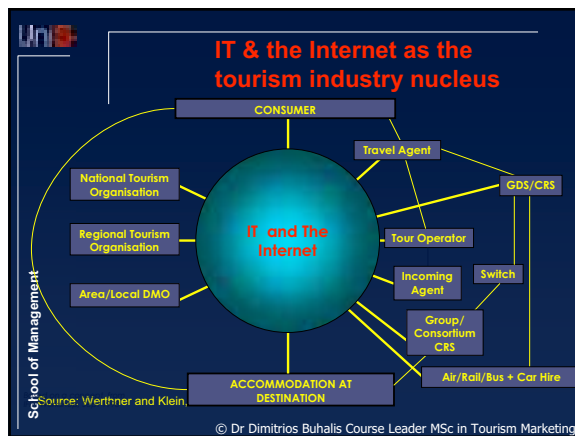 UniS
IT & the Internet as the
tourism industry nucleus
CONSUMER
Travel Agent
National Tourism
Organisation
GDS/CRS
IT and The
Internet
Regional Tourism
Organisation
Tour Operator
Incoming
Agent
Switch
Area/Local DMO
Group/
Consortium
CRS
Air/Rail/Bus + Car Hire
ACCOMMODATION AT
DESTINATION
School of Management
Source: Werthner and Klein,
© Dr Dimitrios Buhalis Course Leader MSc in Tourism Marketing